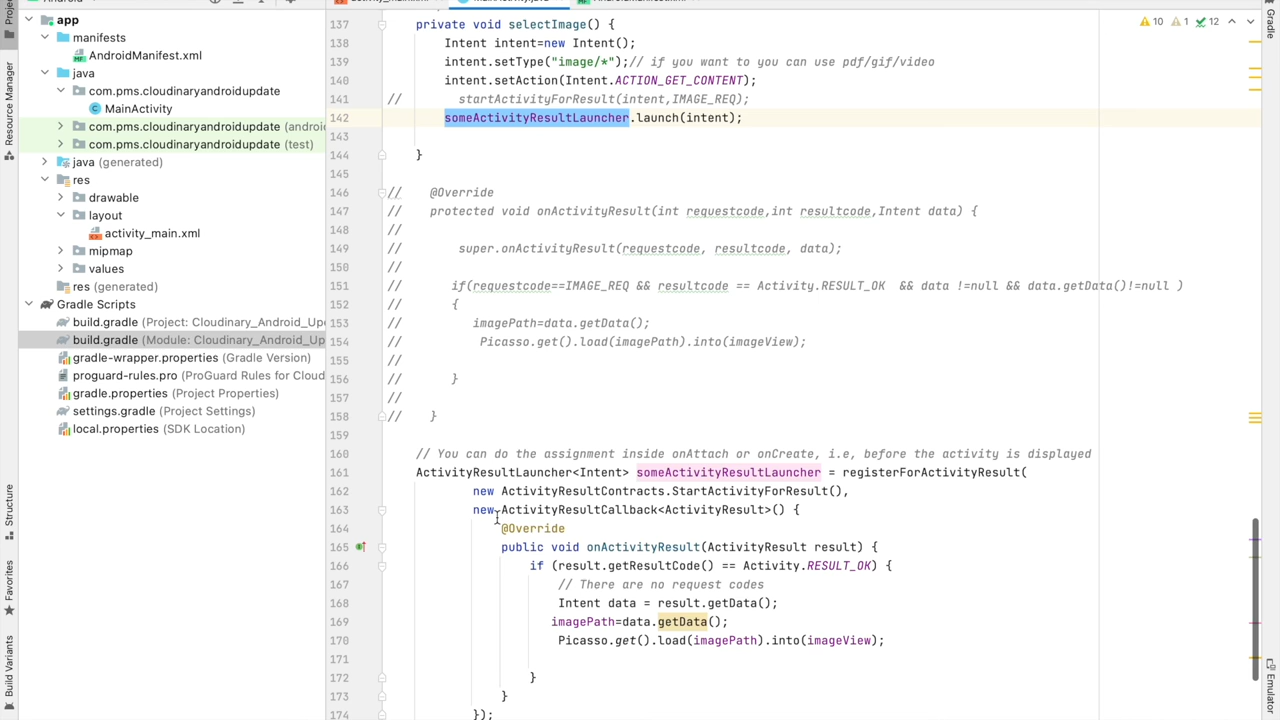 app
manifests
AndroidManifest.xml
java
com.pms.cloudinaryandroidupdate
MainActivity
com.pms.cloudinaryandroidupdate (androi
com.pms.cloudinaryandroidupdate (test)
java (generated)
res
drawable
layout
activity_main.xml
mipmap
values
res (generated)
Gradle Scripts
build.gradle (Project: Cloudinary_Android_Up
build.gradle (Module: Cloudinary_Android_Up
gradle-wrapper.properties (Gradle Version)
proguard-rules.pro (ProGuard Rules for Cloud
gradle.properties (Project Properties)
settings.gradle (Project Settings)
local.properties (SDK Location)
Resource Manager
Structure
Favorites
Build Variants
137 private void selectImage() {
138 Intent intent=new Intent();
139 intent.setType("image/*");// if you want to you can use pdf/gif/video
140 intent.setAction(Intent.ACTION_GET_CONTENT);
141 // startActivityForResult(intent,IMAGE_REQ);
142 someActivityResultLauncher.launch(intent);
143
144 }
145
146 // @Override
147 // protected void onActivityResult(int requestcode,int resultcode,Intent data) {
148 //
149 // super.onActivityResult(requestcode, resultcode, data);
150 //
151 // if(requestcode==IMAGE_REQ && resultcode == Activity.RESULT_OK && data !=null && data.getData()!=null )
152 // {
153 // imagePath=data.getData();
154 // Picasso.get().load(imagePath).into(imageView);
155 //
156 // }
157 //
158 // }
159
160 // You can do the assignment inside onAttach or onCreate, i.e, before the activity is displayed
161 ActivityResultLauncher<Intent> someActivityResultLauncher = registerForActivityResult(
162 new ActivityResultContracts.StartActivityForResult(),
163 new ActivityResultCallback<ActivityResult>() {
164 @Override
165 public void onActivityResult(ActivityResult result) {
166 if (result.getResultCode() == Activity.RESULT_OK) {
167 // There are no request codes
168 Intent data = result.getData();
169 imagePath=data.getData();
170 Picasso.get().load(imagePath).into(imageView);
171
172 }
173 }
174 });
10 1 12
Gradle
Emulator